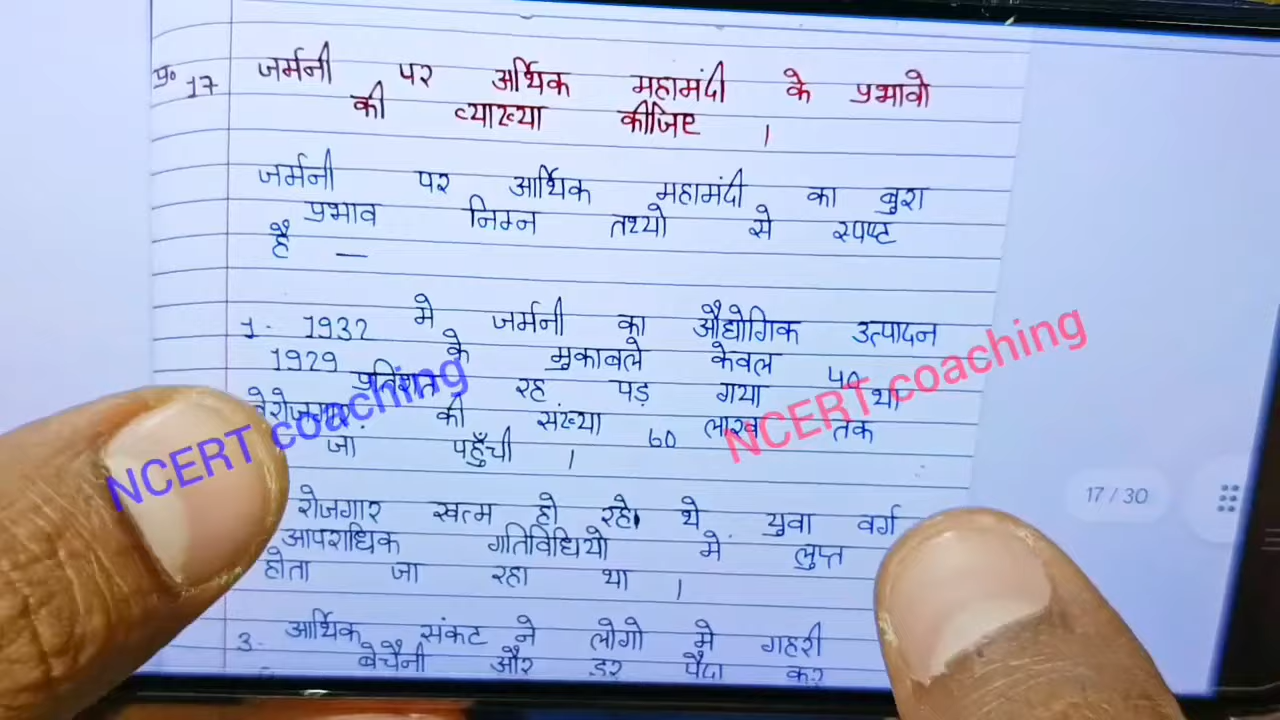 प्र० 17 जर्मनी पर अर्थिक महामंदी के प्रभावो
की व्याख्या कीजिए ।
जर्मनी पर आर्थिक महामंदी का बुरा
प्रभाव निम्न तथ्यो से स्पष्ट
है —
1. 1932 मे जर्मनी का औद्योगिक उत्पादन
1929 के मुकाबले केवल 40
प्रतिशत रह पड़ गया था
की संख्या 60 लाख तक
जा पहुँची ।
रोजगार खत्म हो रहे थे, युवा वर्ग
आपराधिक गतिविधियो में लुप्त
होता जा रहा था ।
3. आर्थिक संकट ने लोगो मे गहरी
बेचैनी और डर पैदा कर
NCERT coaching
NCERT coaching
17/30